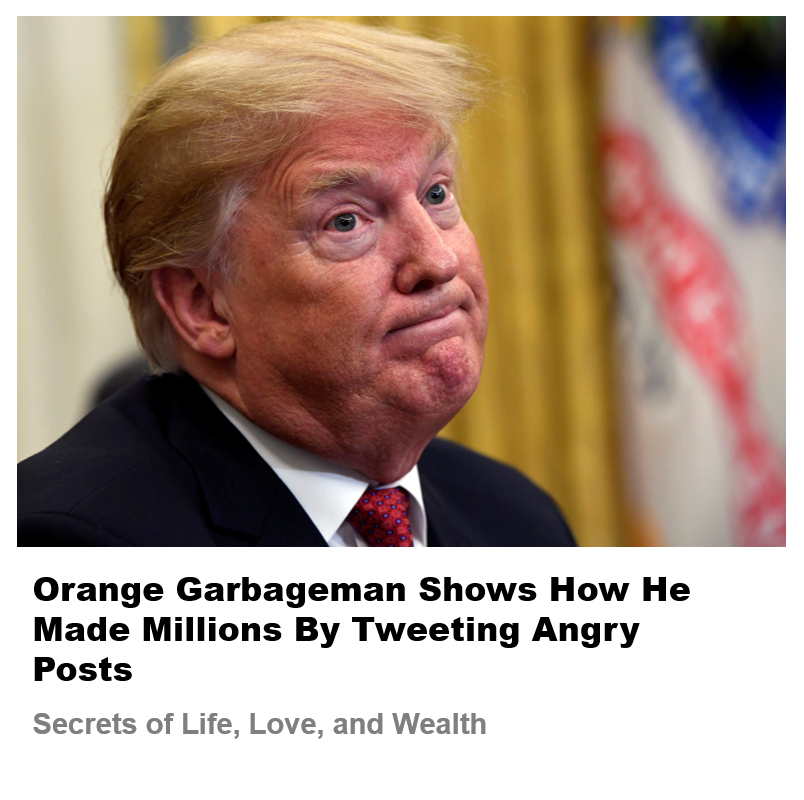 Orange Garbageman Shows How He
Made Millions By Tweeting Angry
Posts
Secrets of Life, Love, and Wealth